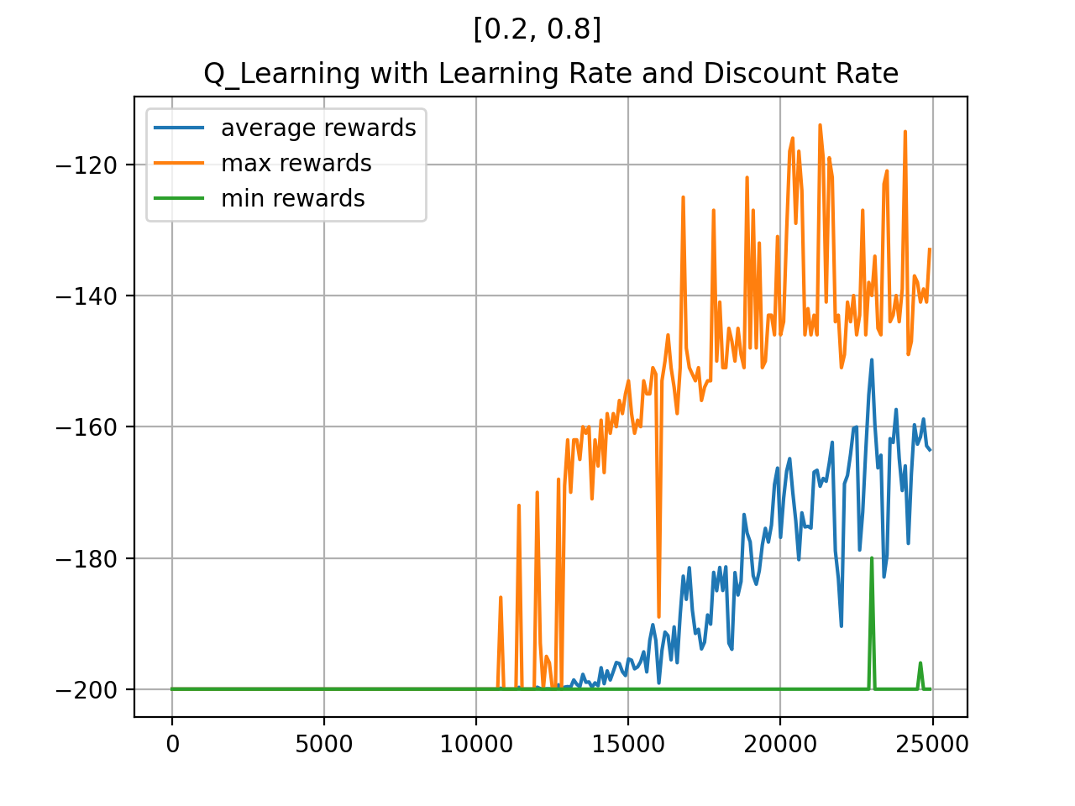 [0.2, 0.8]
Q_Learning with Learning Rate and Discount Rate
average rewards
max rewards
min rewards
−120
−140
−160
−180
−200
0 5000 10000 15000 20000 25000